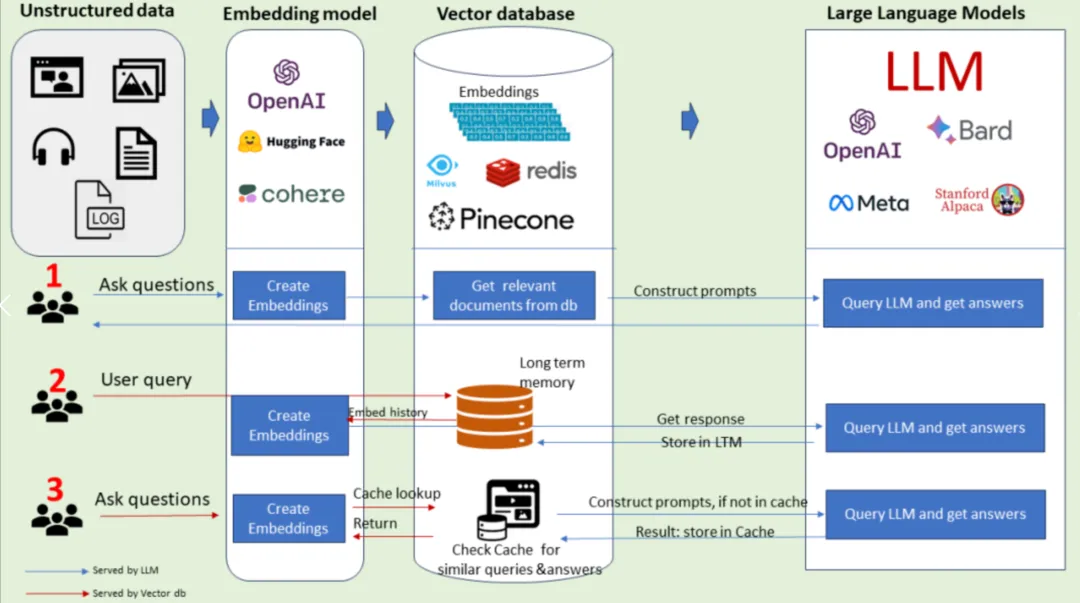 Unstructured data
Embedding model
Vector database
Large Language Models
LOG
OpenAI
Hugging Face
cohere
Embeddings
Milvus
redis
Pinecone
LLM
OpenAI
Bard
Meta
Stanford
Alpaca
1
Ask questions
Create
Embeddings
Get relevant
documents from db
Construct prompts
Query LLM and get answers
2
User query
Create
Embeddings
Embed history
Long term
memory
Get response
Store in LTM
Query LLM and get answers
3
Ask questions
Create
Embeddings
Cache lookup
Return
Check Cache for
similar queries &answers
Construct prompts, if not in cache
Result: store in Cache
Query LLM and get answers
Served by LLM
Served by Vector db